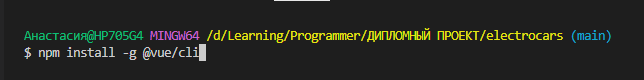 Анастасия@HP705G4 MINGW64 /d/Learning/Programmer/ДИПЛОМНЫЙ ПРОЕКТ/electrocars (main)
$ npm install -g @vue/cli